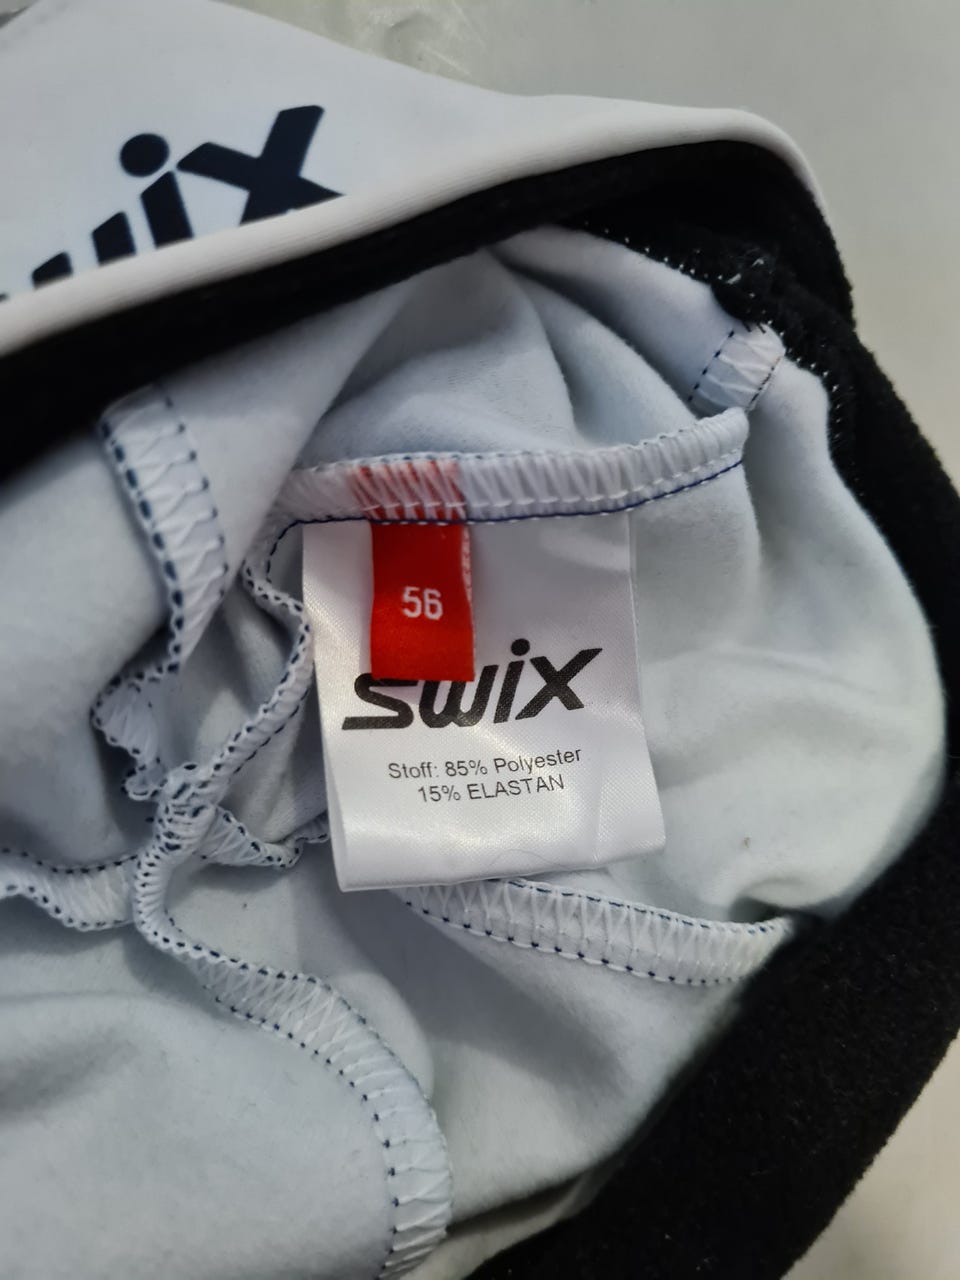 swix
56
swix
Stoff: 85% Polyester
15% ELASTAN